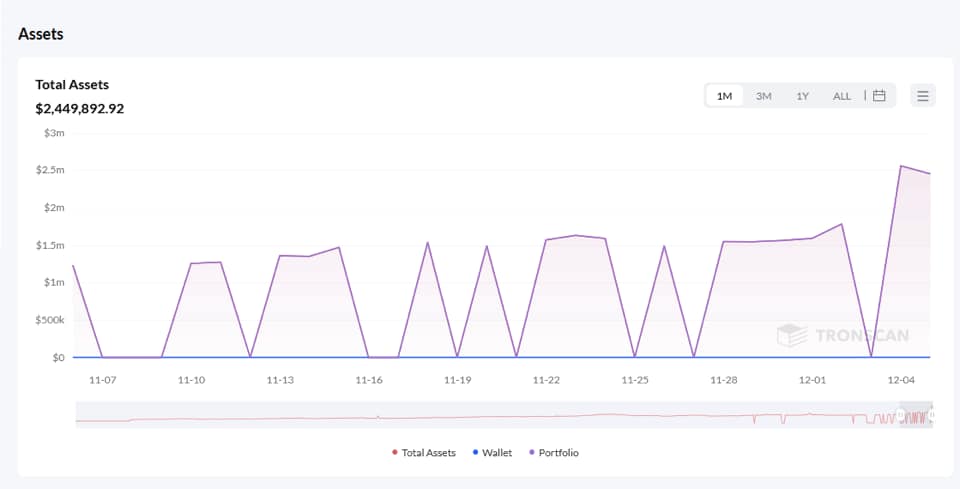 Assets
Total Assets
$2,449,892.92
1M 3M 1Y ALL
$3m
$2.5m
$2m
$1.5m
$1m
$500k
$0
TRONSCAN
11-07 11-10 11-13 11-16 11-19 11-22 11-25 11-28 12-01 12-04
Total Assets Wallet Portfolio